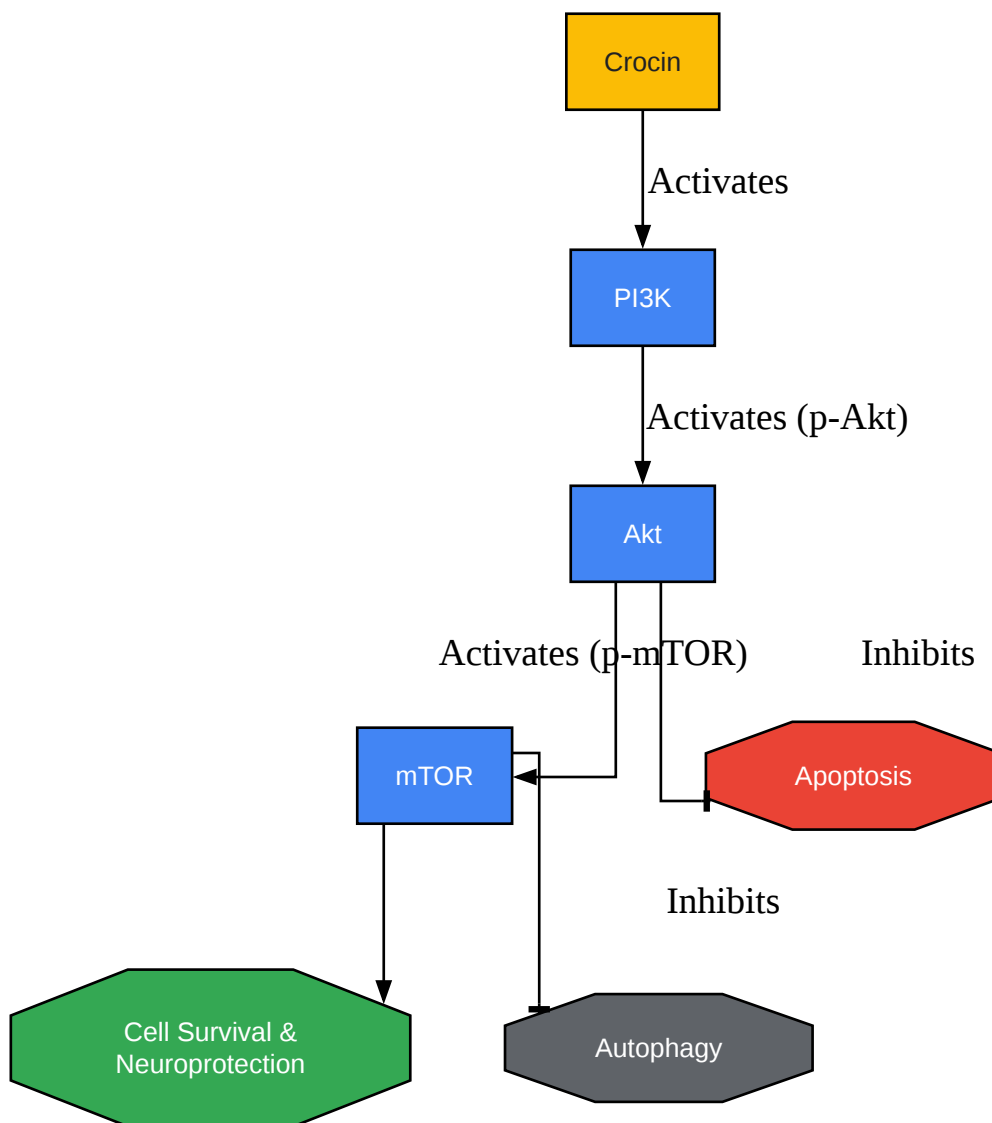 Crocin
Activates
PI3K
Activates (p-Akt)
Akt
Activates (p-mTOR)
Inhibits
mTOR
Apoptosis
Inhibits
Cell Survival &
Neuroprotection
Autophagy